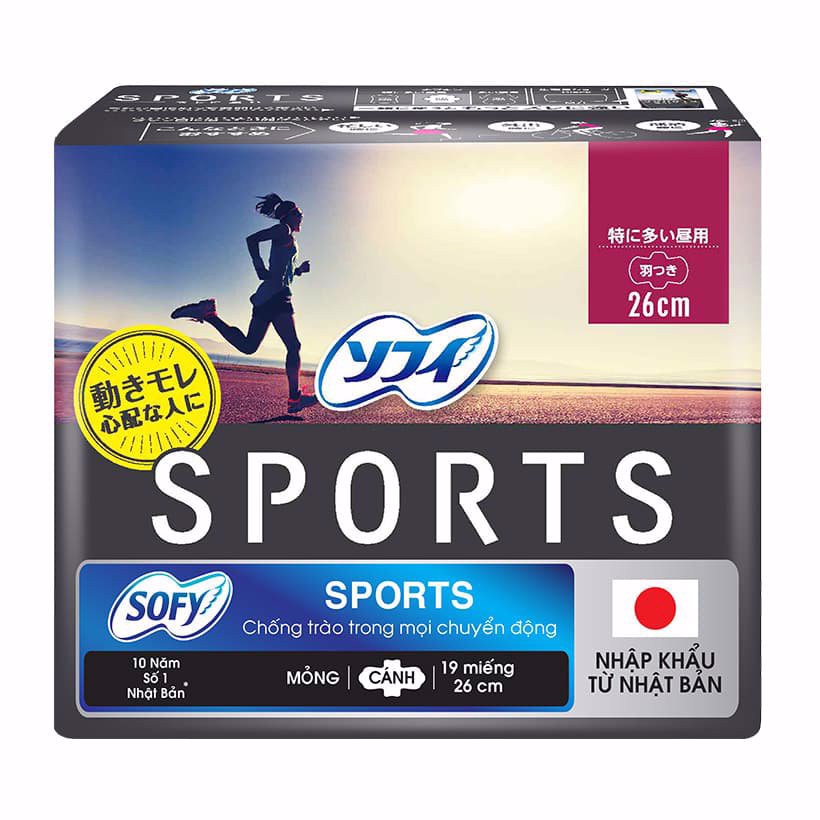 SPORTS
特に多い昼用
羽つき
26cm
ソフィ
動きモレ
心配な人に
SPORTS
SOFY
SPORTS
Chống trào trong mọi chuyển động
10 Năm
Số 1
Nhật Bản*
MỎNG
CÁNH
19 miếng
26 cm
NHẬP KHẨU
TỪ NHẬT BẢN